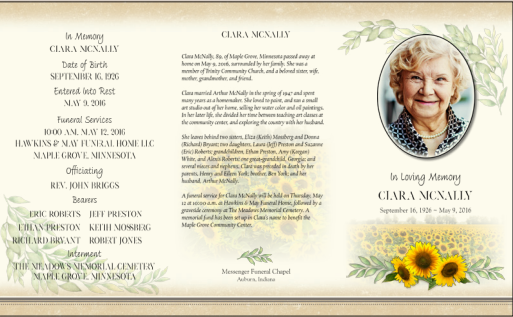 In Memory
CLARA MCNALLY
Date of Birth
SEPTEMBER 16, 1926
Entered Into Rest
MAY 9, 2016
Funeral Services
10:00 AM, MAY 12, 2016
HAWKINS & MAY FUNERAL HOME LLC
MAPLE GROVE, MINNESOTA
Officiating
REV. JOHN BRIGGS
Bearers
ERIC ROBERTS JEFF PRESTON
ETHAN PRESTON KEITH MOSSBERG
RICHARD BRYANT ROBERT JONES
Interment
THE MEADOWS MEMORIAL CEMETERY
MAPLE GROVE, MINNESOTA
CLARA MCNALLY
Clara McNally, 89, of Maple Grove, Minnesota passed away at
home on May 9, 2016, surrounded by her family. She was a
member of Trinity Community Church, and a beloved sister, wife,
mother, grandmother, and friend.
Clara married Arthur McNally in the spring of 1947 and spent
many years as a homemaker. She loved to paint, and ran a small
art studio out of her home, selling her water color and oil paintings.
In her later life, she divided her time between teaching art classes at
the community center, and exploring the country with her husband.
She leaves behind two sisters, Eliza (Keith) Mossberg and Donna
(Richard) Bryant; two daughters, Laura (Jeff) Preston and Suzanne
(Eric) Roberts; grandchildren, Ethan Preston, Amy (Keegan)
White, and Alexis Roberts; one great-grandchild, Georgia; and
several nieces and nephews. Clara was preceded in death by her
parents, Henry and Eileen York; brother, Ben York; and her
husband, Arthur McNally.
A funeral service for Clara McNally will be held on Thursday, May
12 at 10:00 a.m. at Hawkins & May Funeral Home, followed by a
graveside ceremony at The Meadows Memorial Cemetery. A
memorial fund has been set up in Clara's name to benefit the
Maple Grove Community Center.
Messenger Funeral Chapel
Auburn, Indiana
In Loving Memory
CLARA MCNALLY
September 16, 1926 ~ May 9, 2016